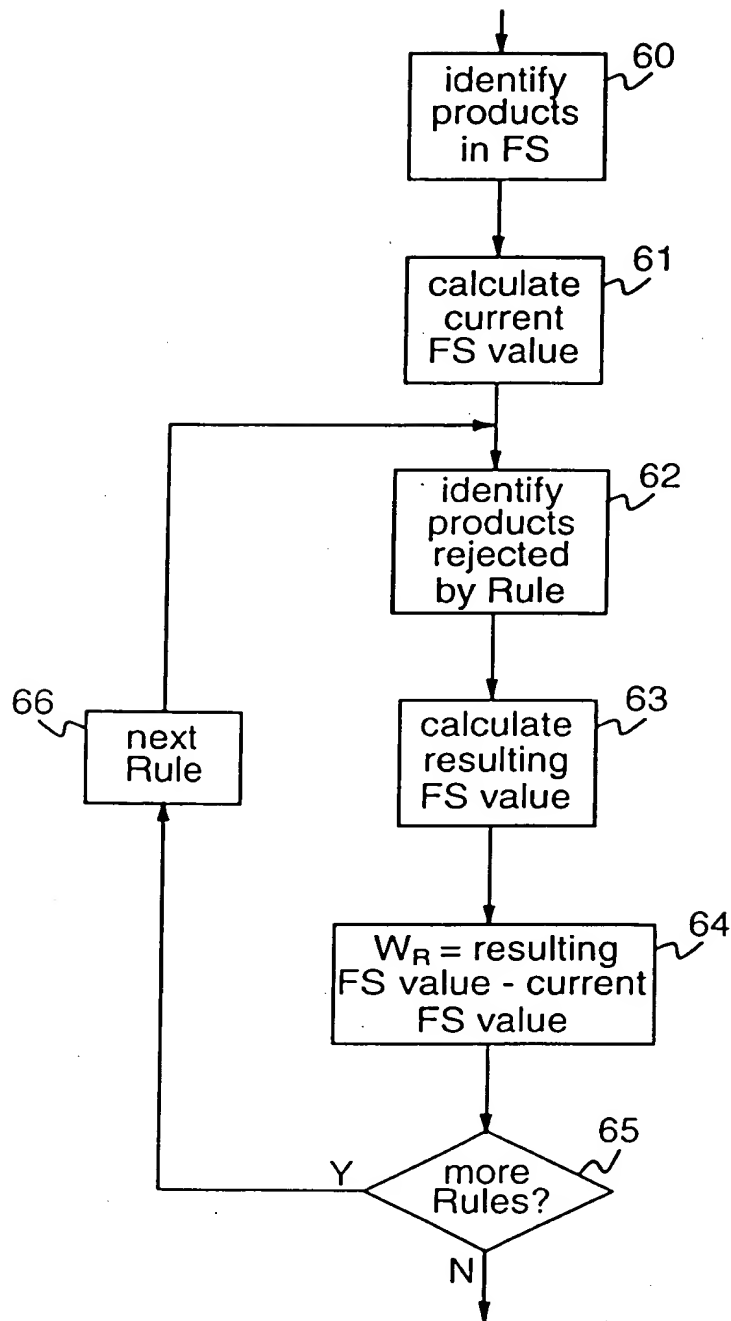 60
identify
products
in FS
61
calculate
current
FS value
62
identify
products
rejected
by Rule
63
calculate
resulting
FS value
66
next
Rule
64
W_R = resulting
FS value - current
FS value
65
more
Rules?
Y
N